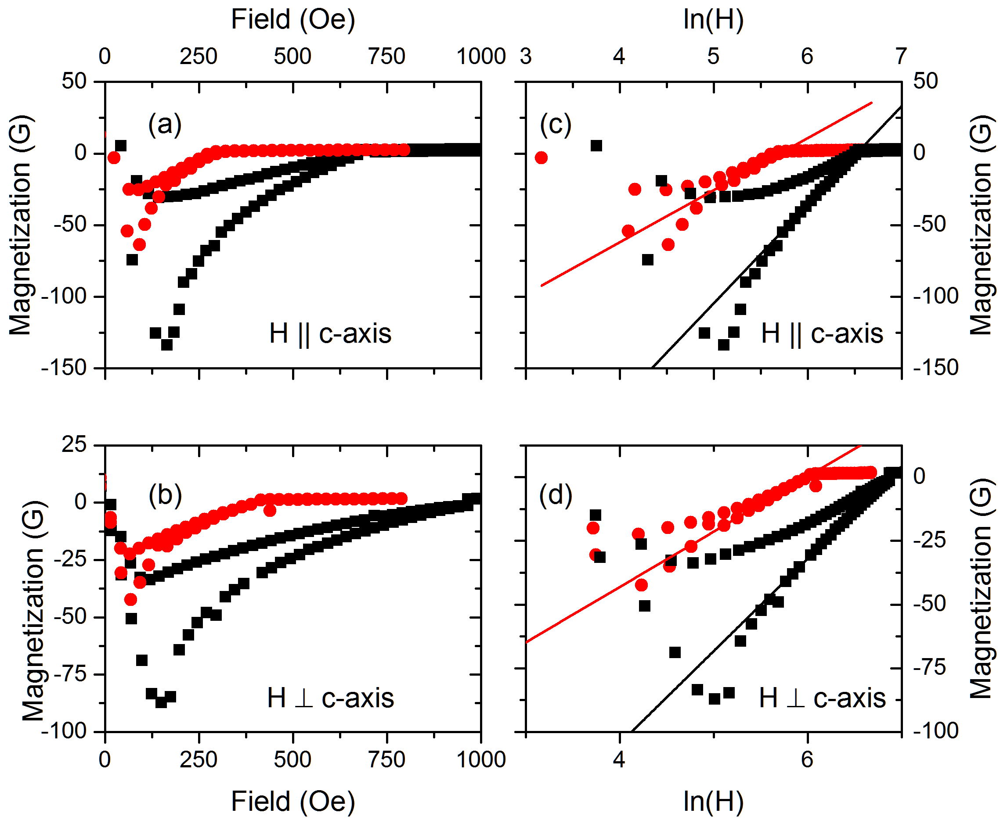 Field (Oe) ln(H)
0 250 500 750 1000 3 4 5 6 7
50 50
(a) (c)
0 0
-50 -50
-100 -100
H || c-axis H || c-axis
-150 -150
Magnetization (G) Magnetization (G)
25
(b) (d)
0 0
-25 -25
-50 -50
-75 -75
H ⊥ c-axis H ⊥ c-axis
-100 -100
Magnetization (G) Magnetization (G)
0 250 500 750 1000 4 6
Field (Oe) ln(H)